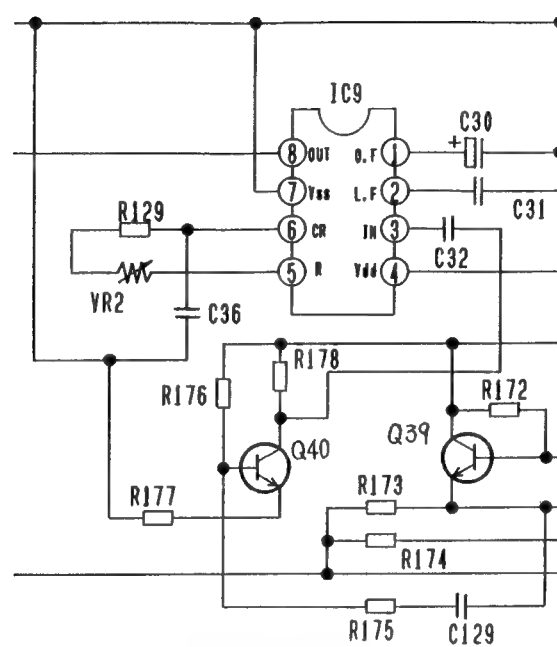 IC9
C30
+
8 OUT O.F 1
7 Vss L.F 2
C31
R129
6 CR IN 3
C32
5 R Vdd 4
VR2
C36
R178
R176
R172
Q39
Q40
R177
R173
R174
R175
C129